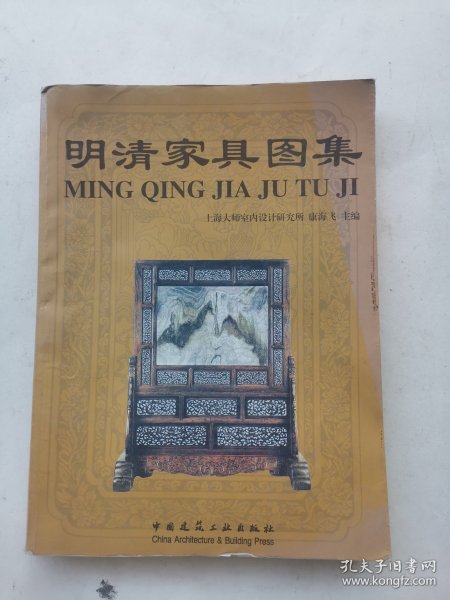 明清家具图集
MING QING JIA JU TU JI
上海大师室内设计研究所 康海飞 主编
中国建筑工业出版社
China Architecture & Building Press
孔夫子旧书网
www.kongfz.com